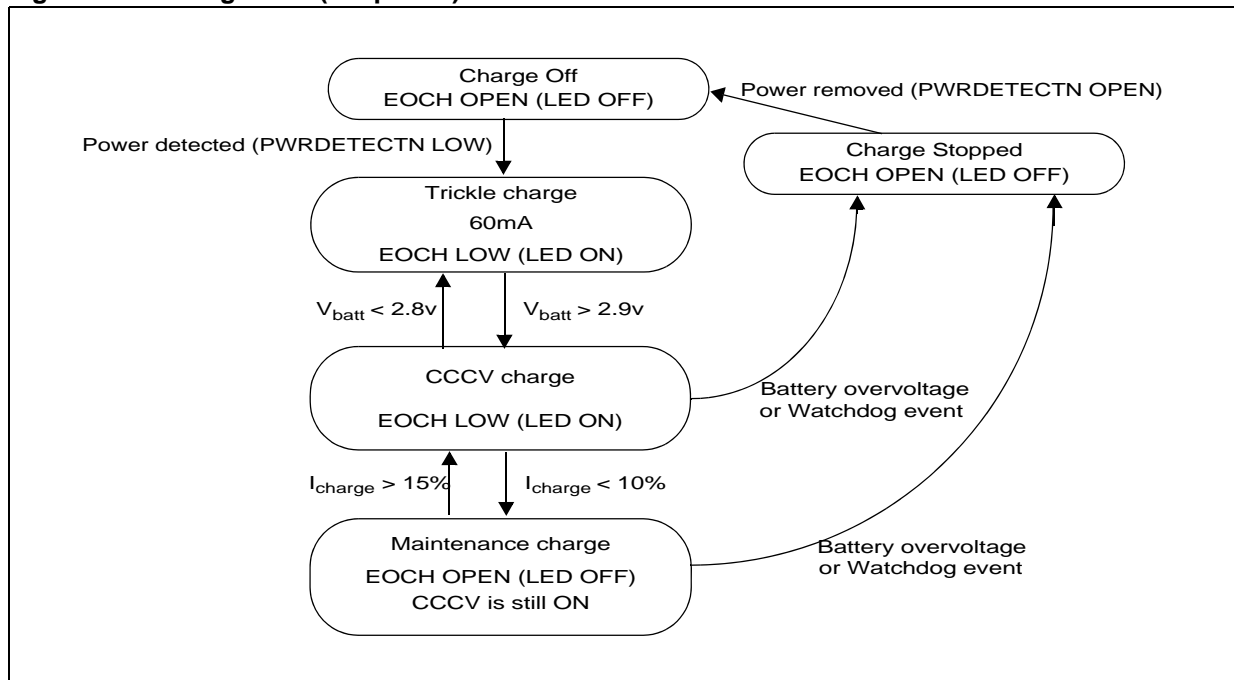 Charge Off
EOCH OPEN (LED OFF)
Power removed (PWRDETECTN OPEN)
Power detected (PWRDETECTN LOW)
Charge Stopped
EOCH OPEN (LED OFF)
Trickle charge
60mA
EOCH LOW (LED ON)
Vbatt < 2.8v
Vbatt > 2.9v
CCCV charge
EOCH LOW (LED ON)
Battery overvoltage
or Watchdog event
Icharge > 15%
Icharge < 10%
Maintenance charge
EOCH OPEN (LED OFF)
CCCV is still ON
Battery overvoltage
or Watchdog event